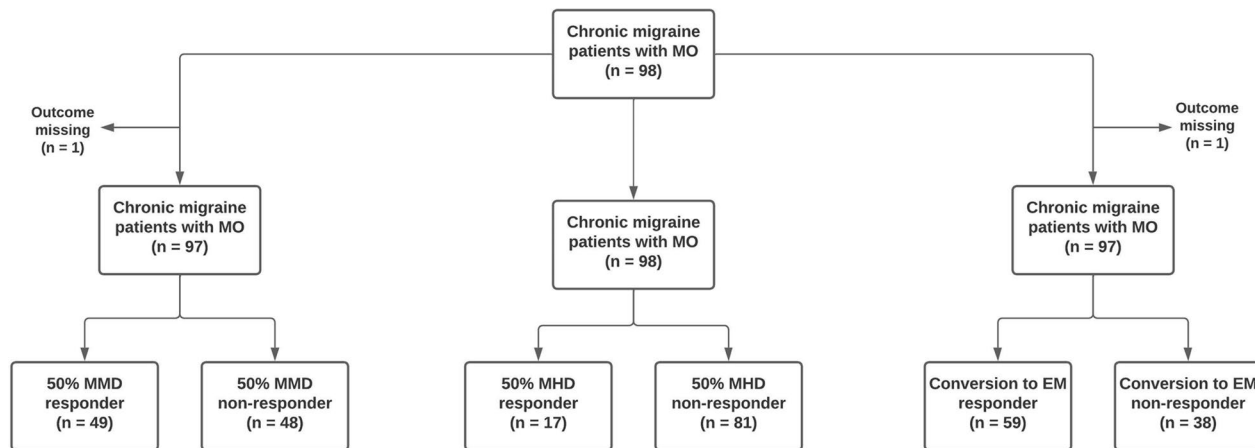 Chronic migraine
patients with MO
(n = 98)
Outcome
missing
(n = 1)
Outcome
missing
(n = 1)
Chronic migraine
patients with MO
(n = 97)
Chronic migraine
patients with MO
(n = 98)
Chronic migraine
patients with MO
(n = 97)
50% MMD
responder
(n = 49)
50% MMD
non-responder
(n = 48)
50% MHD
responder
(n = 17)
50% MHD
non-responder
(n = 81)
Conversion to EM
responder
(n = 59)
Conversion to EM
non-responder
(n = 38)